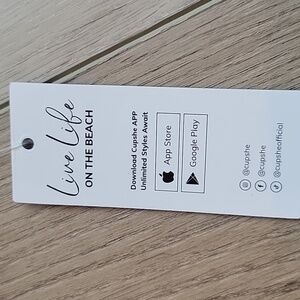 Live Life
ON THE BEACH
Download Cupshe APP
Unlimited Styles Await
App Store
Google Play
@cupshe
@cupshe
@cupsheofficial